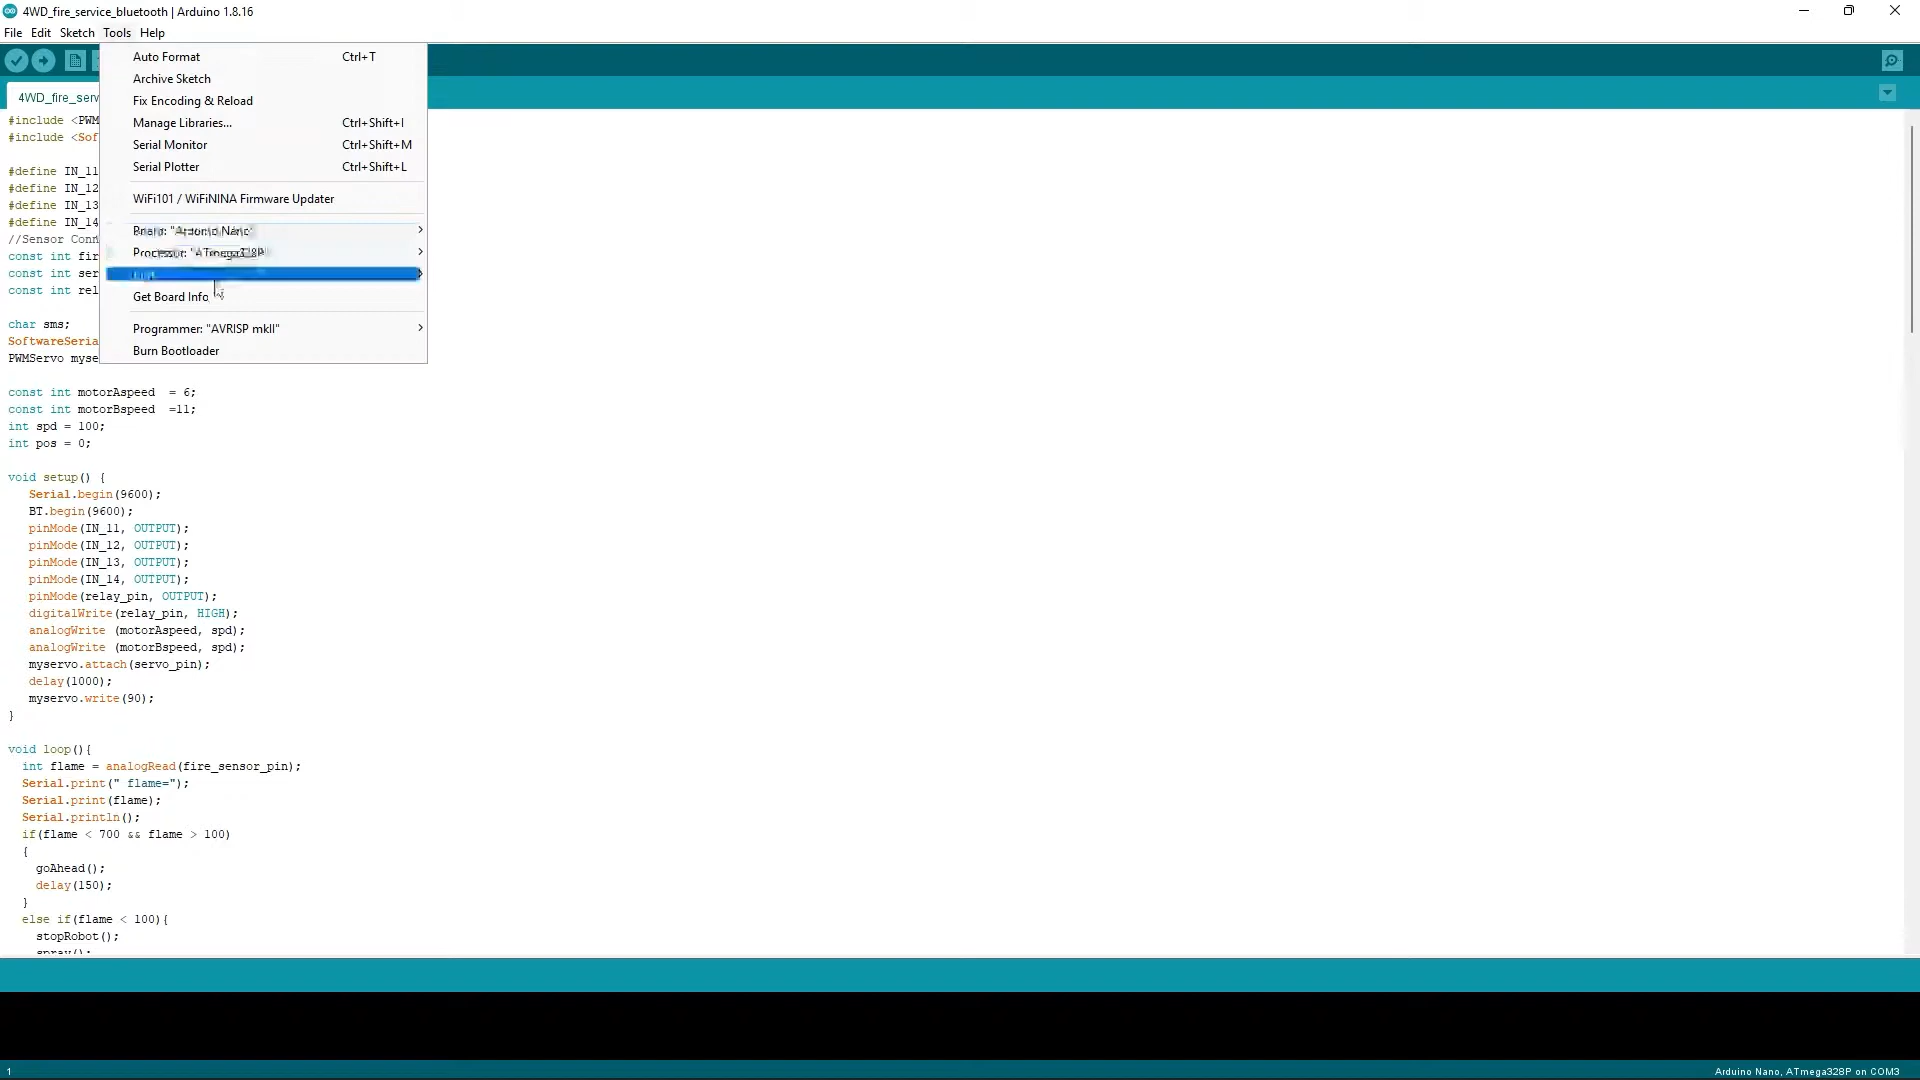 4WD_fire_service_bluetooth | Arduino 1.8.16
File Edit Sketch Tools Help
4WD_fire_serv
Auto Format Ctrl+T
Archive Sketch
Fix Encoding & Reload
Manage Libraries... Ctrl+Shift+I
Serial Monitor Ctrl+Shift+M
Serial Plotter Ctrl+Shift+L
WiFi101 / WiFiNINA Firmware Updater
Board: "Arduino Nano"
Processor: "ATmega328P"
Get Board Info
Programmer: "AVRISP mkII"
Burn Bootloader
#include <PWM
#include <Sof
#define IN_11
#define IN_12
#define IN_13
#define IN_14
//Sensor Conn
const int fir
const int ser
const int rel
char sms;
SoftwareSeria
PWMServo myse
const int motorAspeed  = 6;
const int motorBspeed  =11;
int spd = 100;
int pos = 0;
void setup() {
Serial.begin(9600);
BT.begin(9600);
pinMode(IN_11, OUTPUT);
pinMode(IN_12, OUTPUT);
pinMode(IN_13, OUTPUT);
pinMode(IN_14, OUTPUT);
pinMode(relay_pin, OUTPUT);
digitalWrite(relay_pin, HIGH);
analogWrite (motorAspeed, spd);
analogWrite (motorBspeed, spd);
myservo.attach(servo_pin);
delay(1000);
myservo.write(90);
}
void loop(){
int flame = analogRead(fire_sensor_pin);
Serial.print(" flame=");
Serial.print(flame);
Serial.println();
if(flame < 700 && flame > 100)
{
goAhead();
delay(150);
}
else if(flame < 100){
stopRobot();
spray();
1
Arduino Nano, ATmega328P on COM3